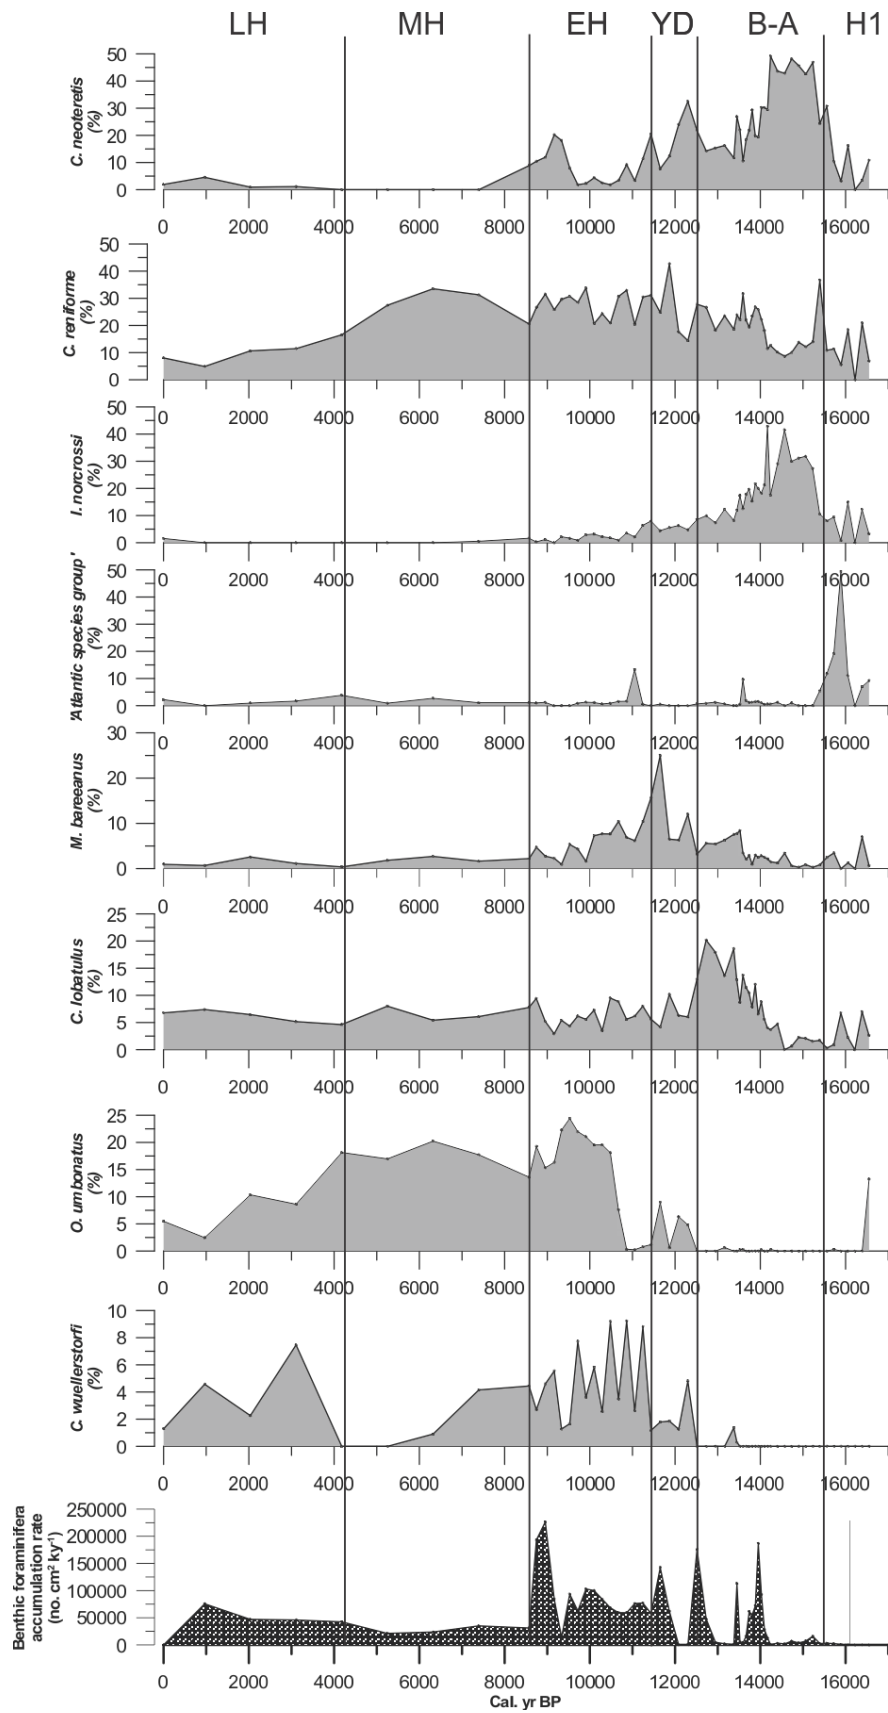 LH MH EH YD B-A H1
C. neoteretis
(%)
50
40
30
20
10
0
0 2000 4000 6000 8000 10000 12000 14000 16000
C. reniforme
(%)
50
40
30
20
10
0
0 2000 4000 6000 8000 10000 12000 14000 16000
I. norcrossi
(%)
50
40
30
20
10
0
0 2000 4000 6000 8000 10000 12000 14000 16000
'Atlantic species group'
(%)
50
40
30
20
10
0
0 2000 4000 6000 8000 10000 12000 14000 16000
M. bareeanus
(%)
30
20
10
0
0 2000 4000 6000 8000 10000 12000 14000 16000
C. lobatulus
(%)
25
20
15
10
5
0
0 2000 4000 6000 8000 10000 12000 14000 16000
O. umbonatus
(%)
25
20
15
10
5
0
0 2000 4000 6000 8000 10000 12000 14000 16000
C. wuellerstorfi
(%)
10
8
6
4
2
0
0 2000 4000 6000 8000 10000 12000 14000 16000
Benthic foraminifera
accumulation rate
(no. cm² ky⁻¹)
250000
200000
150000
100000
50000
0
0 2000 4000 6000 8000 10000 12000 14000 16000
Cal. yr BP